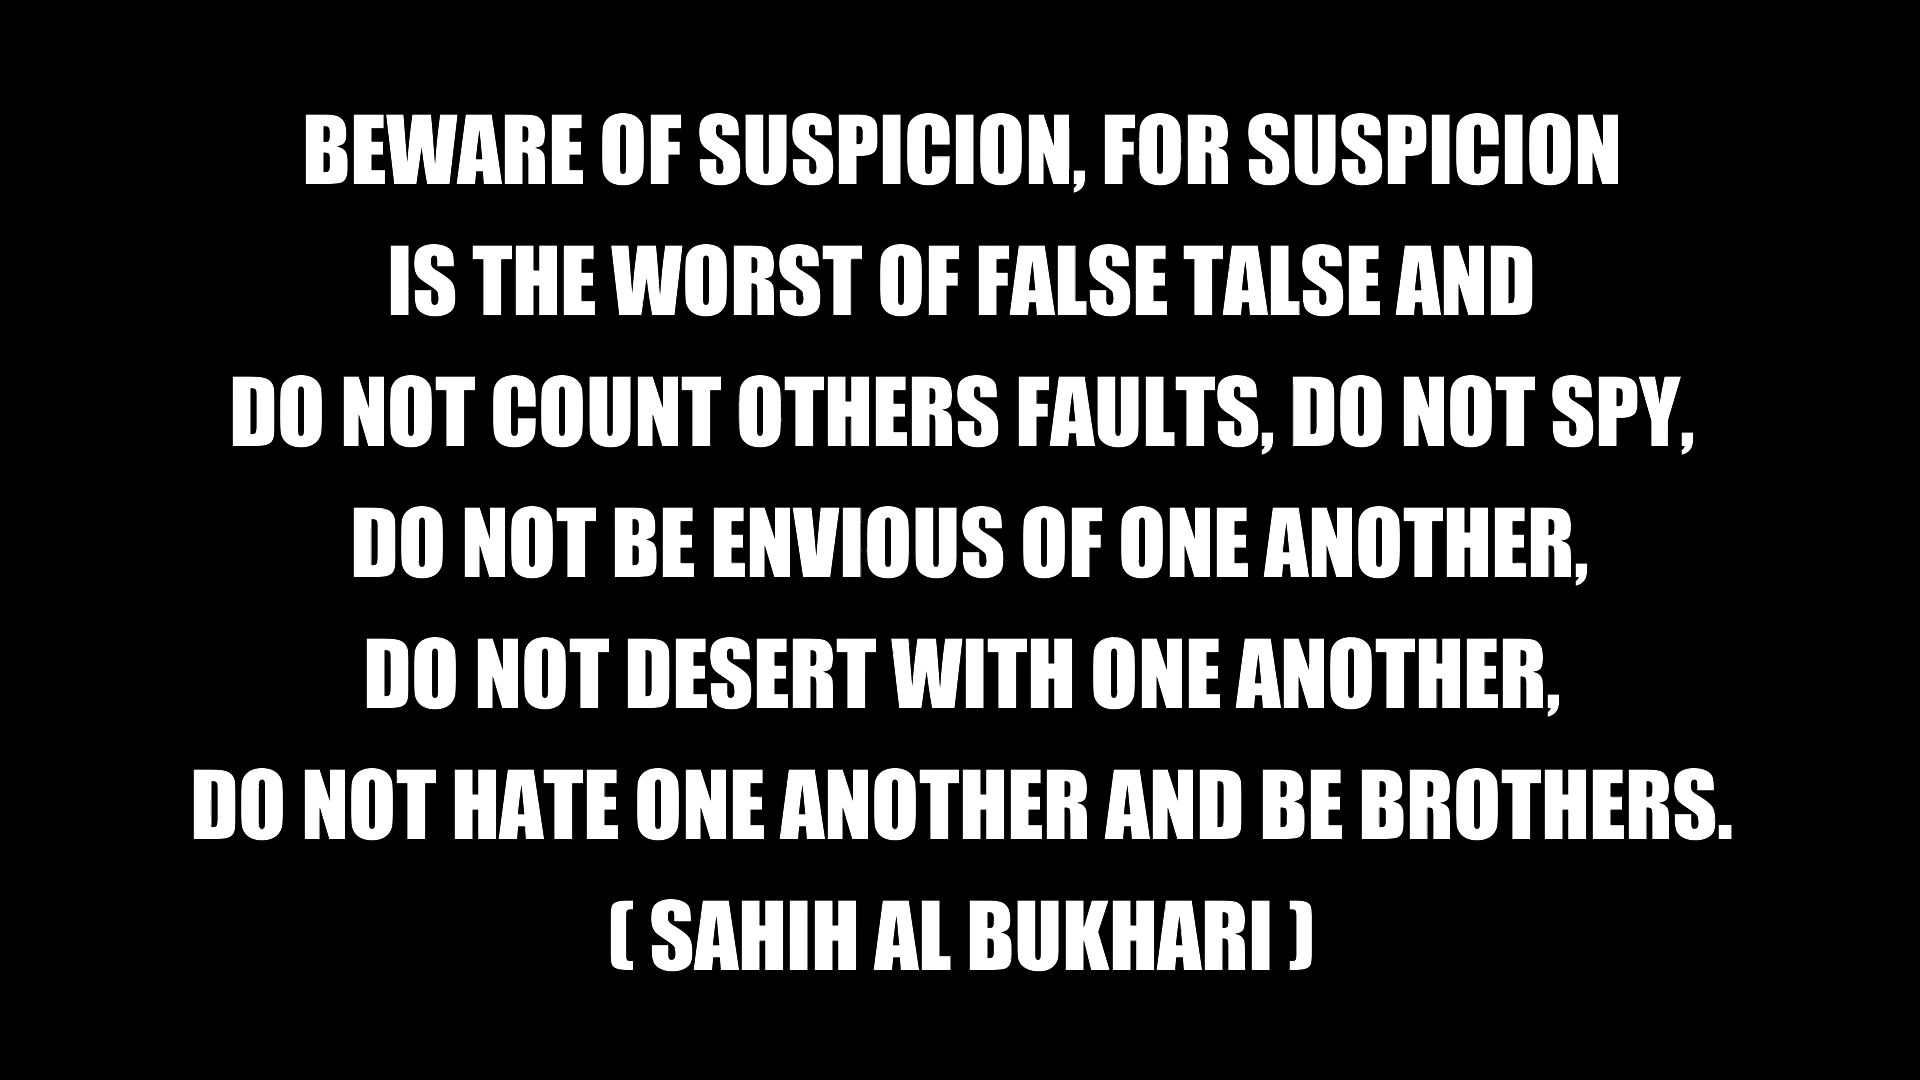 BEWARE OF SUSPICION, FOR SUSPICION
IS THE WORST OF FALSE TALSE AND
DO NOT COUNT OTHERS FAULTS, DO NOT SPY,
DO NOT BE ENVIOUS OF ONE ANOTHER,
DO NOT DESERT WITH ONE ANOTHER,
DO NOT HATE ONE ANOTHER AND BE BROTHERS.
( SAHIH AL BUKHARI )